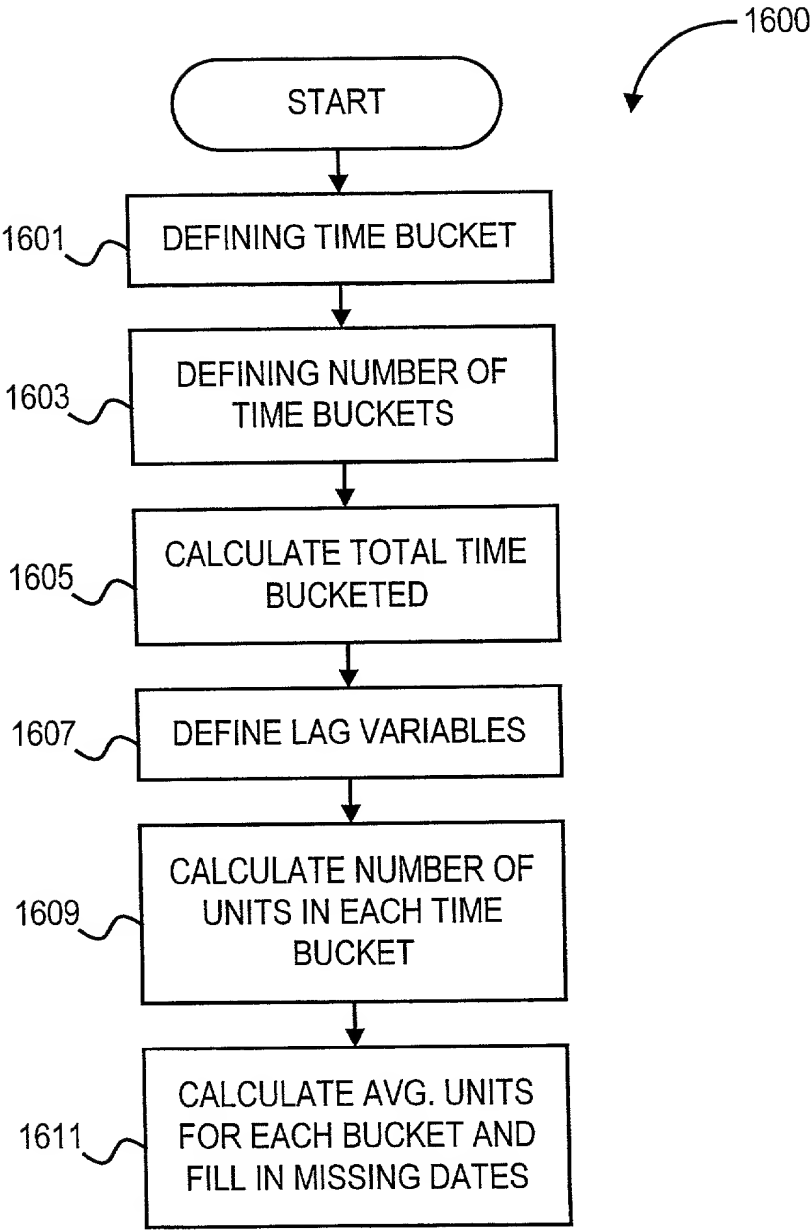 1600
START
1601
DEFINING TIME BUCKET
1603
DEFINING NUMBER OF
TIME BUCKETS
1605
CALCULATE TOTAL TIME
BUCKETED
1607
DEFINE LAG VARIABLES
1609
CALCULATE NUMBER OF
UNITS IN EACH TIME
BUCKET
1611
CALCULATE AVG. UNITS
FOR EACH BUCKET AND
FILL IN MISSING DATES